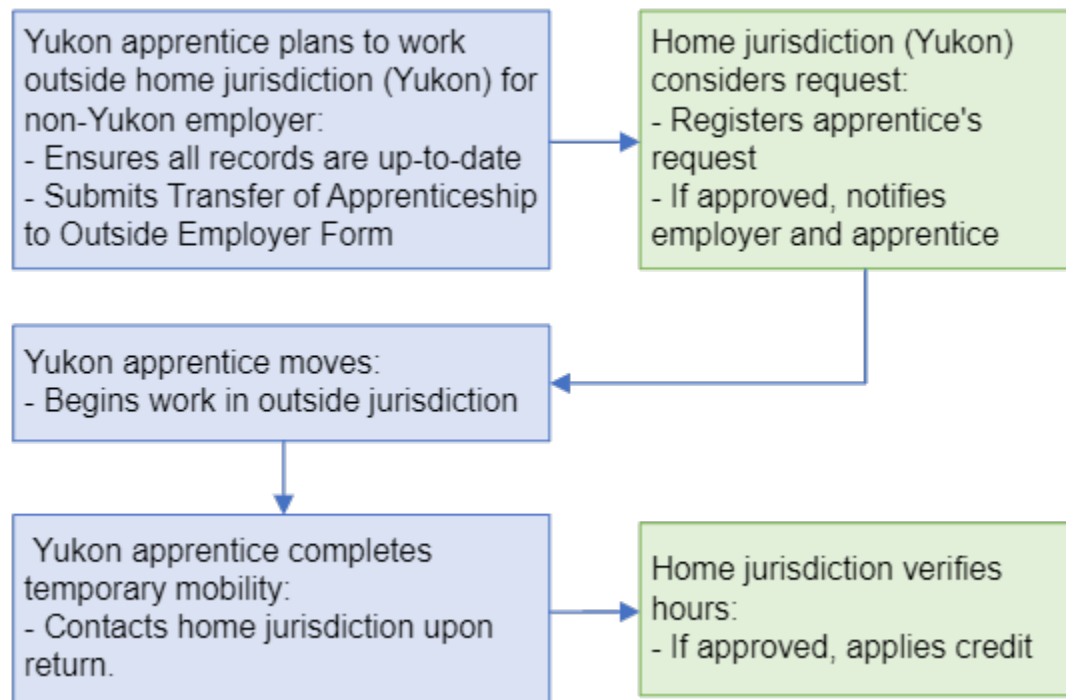 Yukon apprentice plans to work
outside home jurisdiction (Yukon) for
non-Yukon employer:
- Ensures all records are up-to-date
- Submits Transfer of Apprenticeship
to Outside Employer Form
Home jurisdiction (Yukon)
considers request:
- Registers apprentice's
request
- If approved, notifies
employer and apprentice
Yukon apprentice moves:
- Begins work in outside jurisdiction
Yukon apprentice completes
temporary mobility:
- Contacts home jurisdiction upon
return.
Home jurisdiction verifies
hours:
- If approved, applies credit